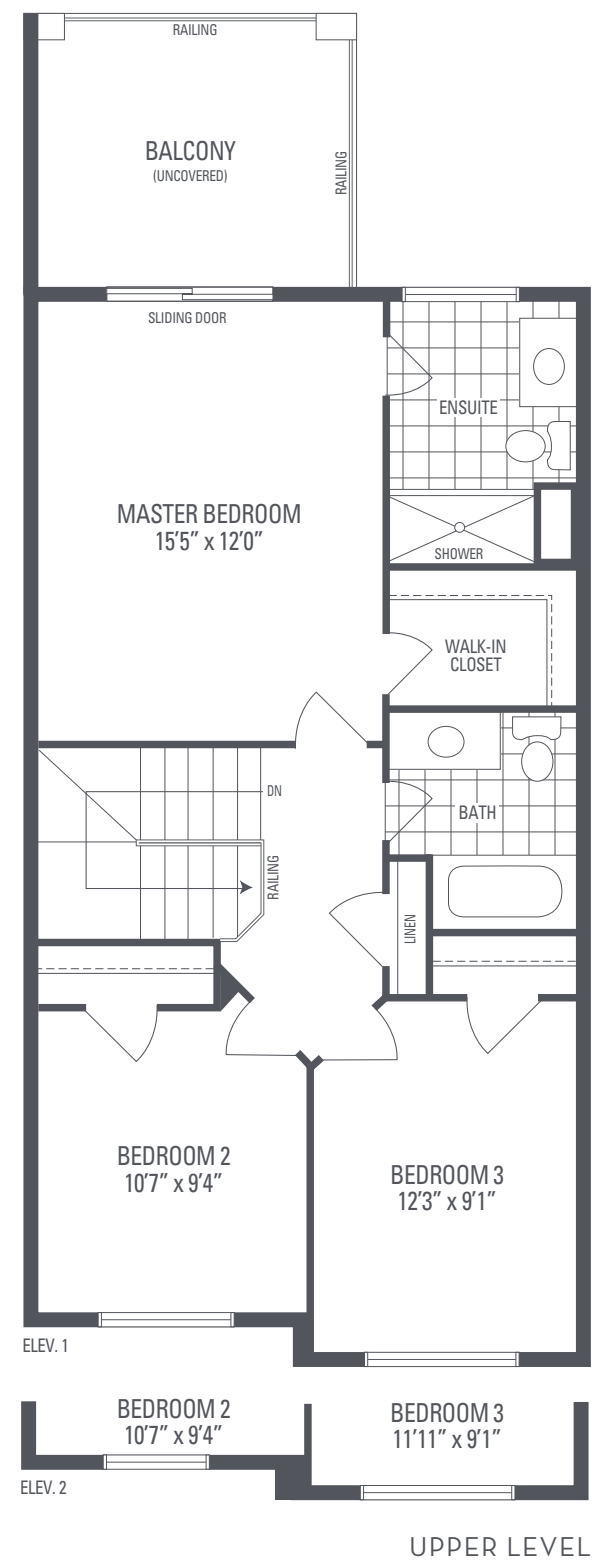 RAILING
BALCONY
(UNCOVERED)
RAILING
SLIDING DOOR
ENSUITE
MASTER BEDROOM
15'5" x 12'0"
SHOWER
WALK-IN
CLOSET
DN
BATH
RAILING
LINEN
BEDROOM 2
10'7" x 9'4"
BEDROOM 3
12'3" x 9'1"
ELEV. 1
BEDROOM 2
10'7" x 9'4"
BEDROOM 3
11'11" x 9'1"
ELEV. 2
UPPER LEVEL